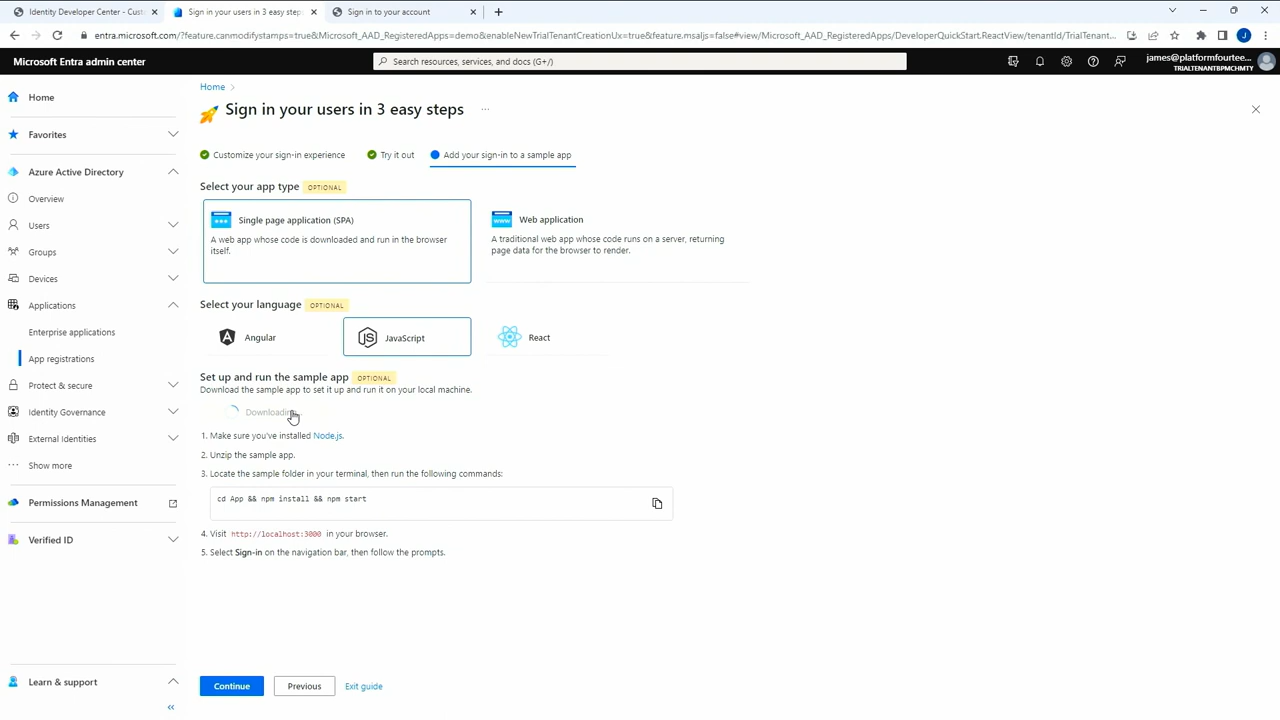 Identity Developer Center - Cust
Sign in your users in 3 easy steps
Sign in to your account
entra.microsoft.com/?feature.canmodifystamps=true&Microsoft_AAD_RegisteredApps=demo&enableNewTrialTenantCreationUx=true&feature.msaljs=false#view/Microsoft_AAD_RegisteredApps/DeveloperQuickStart.ReactView/tenantId/TrialTenant...
J
Microsoft Entra admin center
Search resources, services, and docs (G+/)
james@platformfourtee...
TRIALTENANTBPMCHMTY
Home
Favorites
Azure Active Directory
Overview
Users
Groups
Devices
Applications
Enterprise applications
App registrations
Protect & secure
Identity Governance
External Identities
Show more
Permissions Management
Verified ID
Learn & support
Home >
Sign in your users in 3 easy steps ...
Customize your sign-in experience
Try it out
Add your sign-in to a sample app
Select your app type OPTIONAL
Single page application (SPA)
A web app whose code is downloaded and run in the browser
itself.
www
Web application
A traditional web app whose code runs on a server, returning
page data for the browser to render.
Select your language OPTIONAL
Angular
JavaScript
React
Set up and run the sample app OPTIONAL
Download the sample app to set it up and run it on your local machine.
Downloading
1. Make sure you've installed Node.js.
2. Unzip the sample app.
3. Locate the sample folder in your terminal, then run the following commands:
cd App && npm install && npm start
4. Visit http://localhost:3000 in your browser.
5. Select Sign-in on the navigation bar, then follow the prompts.
Continue
Previous
Exit guide